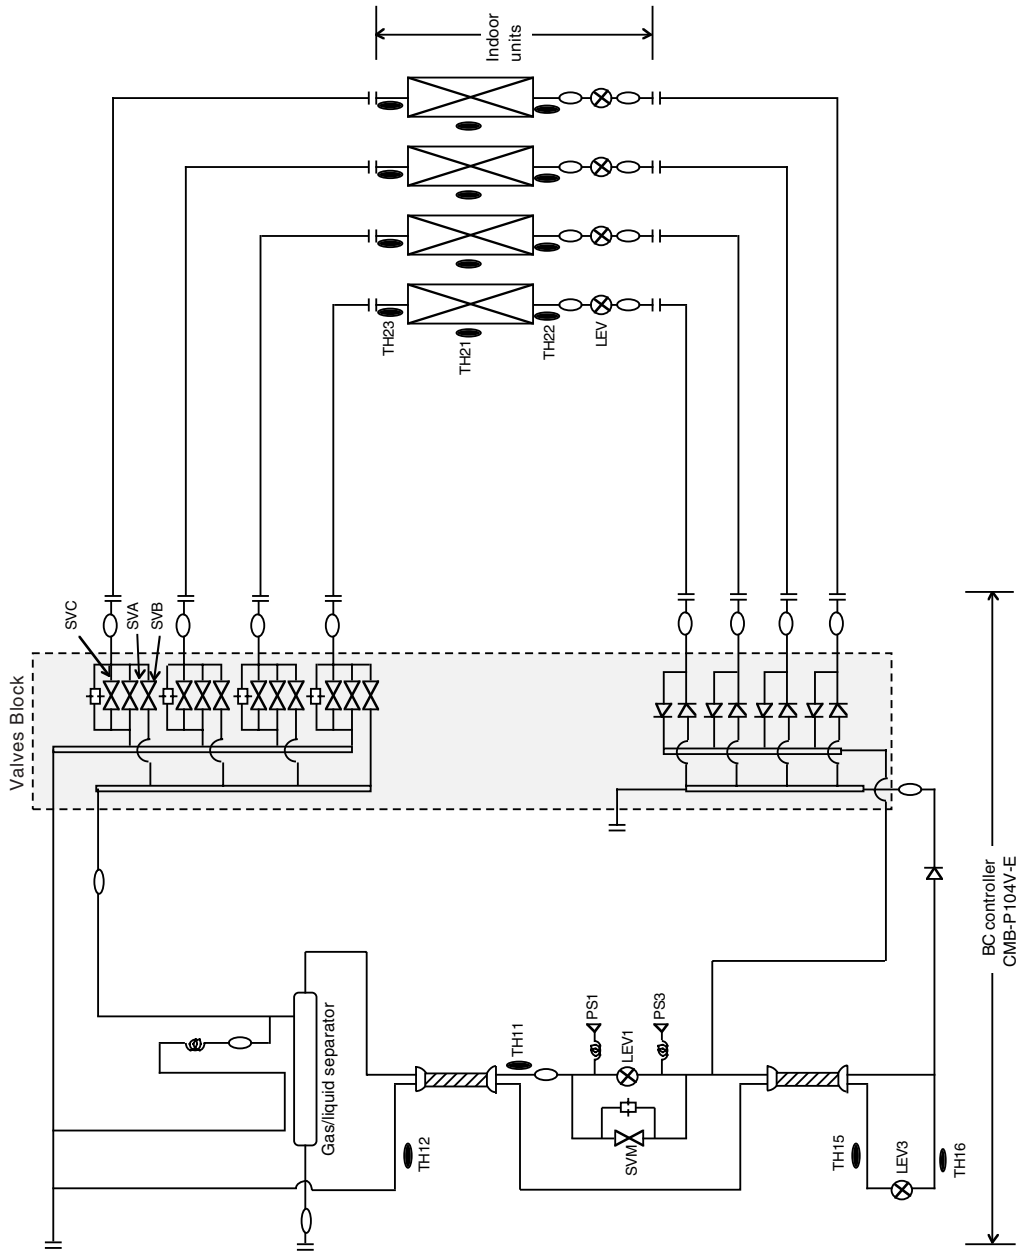 Indoor
units
TH23
TH21
TH22
LEV
SVC
SVA
SVB
Valves Block
BC controller
CMB-P104V-E
Gas/liquid separator
TH11
PS1
PS3
LEV1
TH12
SVM
TH15
LEV3
TH16